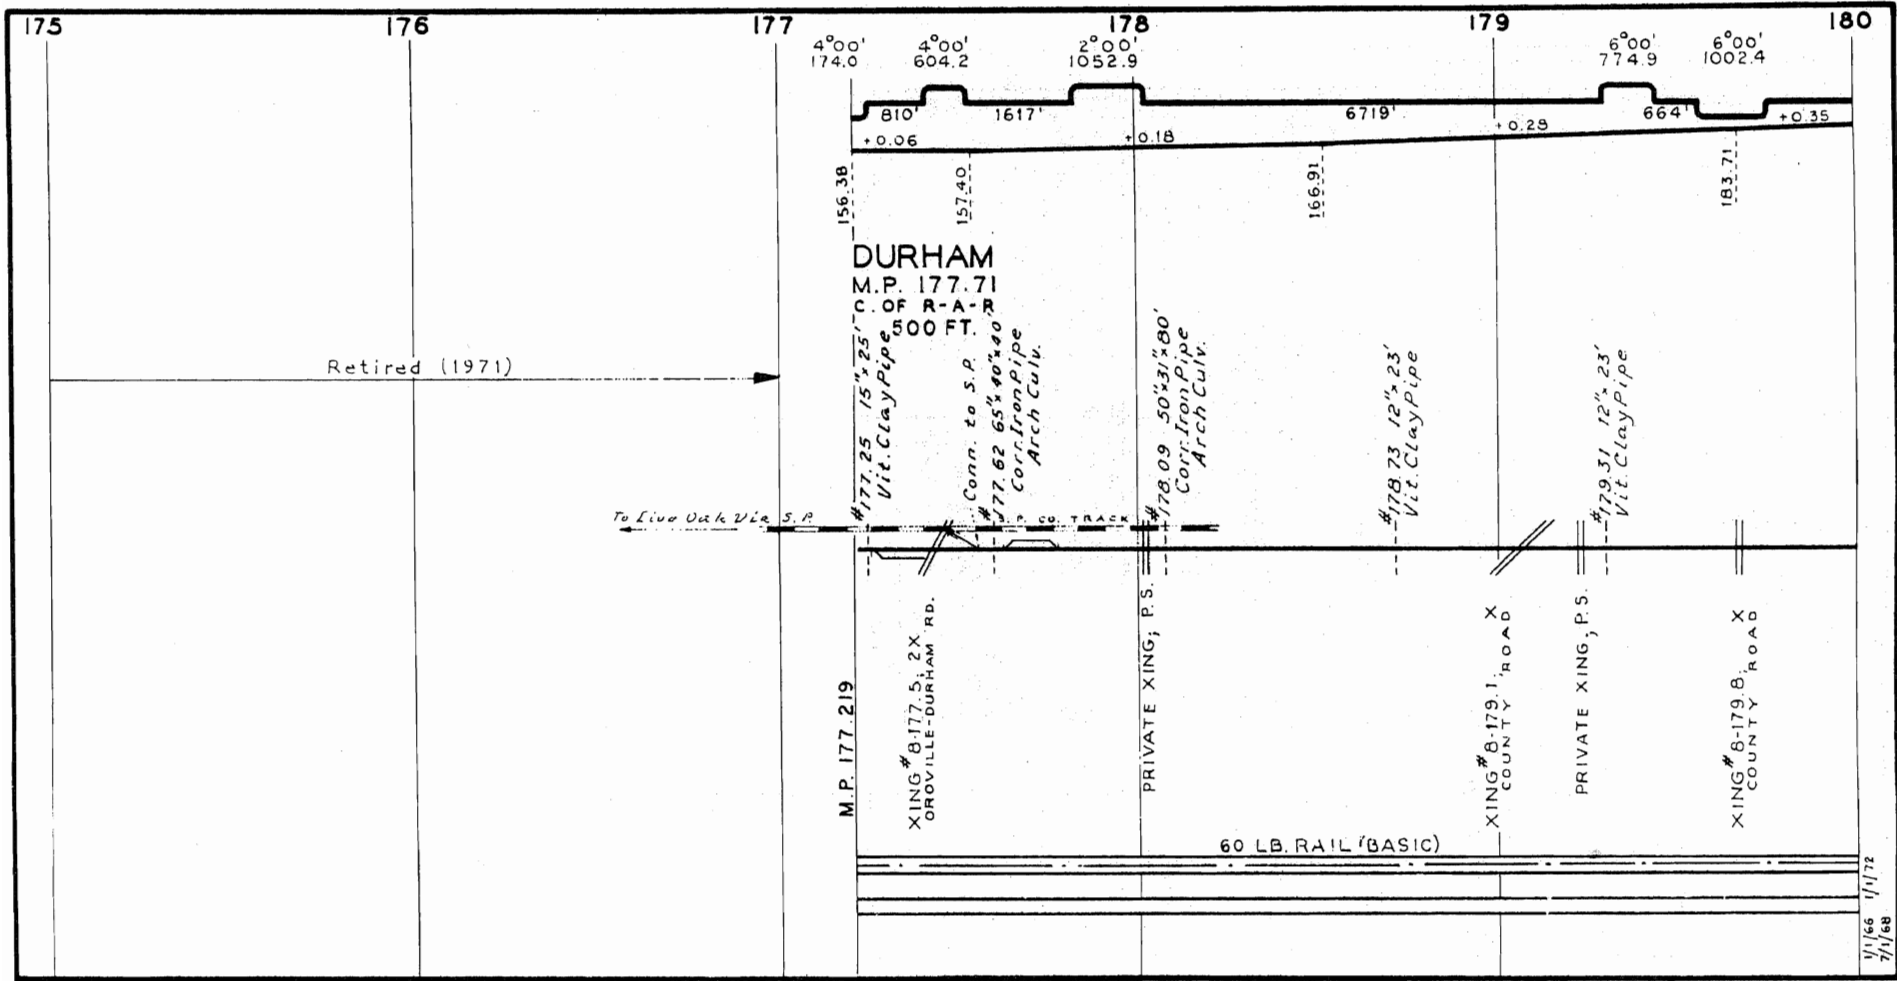 175 176 177 178 179 180
4°00' 4°00' 2°00' 6°00' 6°00'
174.0 604.2 1052.9 774.9 1002.4
810' 1617' 6719' 664'
+0.06 +0.18 +0.28 +0.35
156.38
157.40
166.91
183.71
DURHAM
M.P. 177.71
C. OF R-A-R
500 FT.
Retired (1971)
#177.25 15"x25'
Vit. Clay Pipe
Conn. to S.P.
#177.62 65"x40"x40'
Corr. Iron Pipe
Arch Culv.
#178.09 50"x31"x80'
Corr. Iron Pipe
Arch Culv.
#178.73 12"x23'
Vit. Clay Pipe
#179.31 12"x23'
Vit. Clay Pipe
To Live Oak Via S.P.
S.P. CO. TRACK
M.P. 177.219
XING #8-177.5; 2X
OROVILLE-DURHAM RD.
PRIVATE XING; P.S.
XING #8-179.1, X
COUNTY ROAD
PRIVATE XING; P.S.
XING #8-179.8, X
COUNTY ROAD
60 LB. RAIL (BASIC)
1/1/66 1/1/72
7/1/68